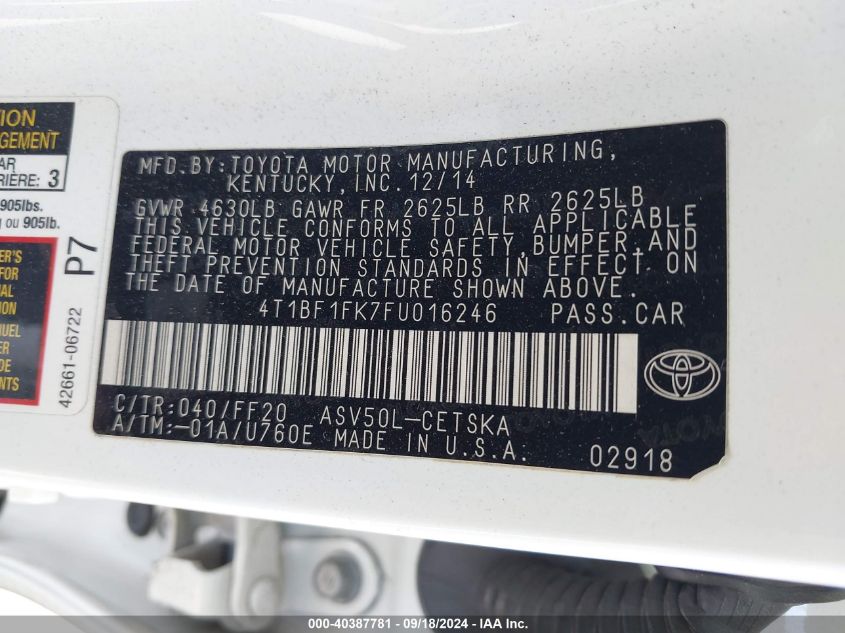 TION
GEMENT
AR
RIÈRE: 3
905lbs.
ou 905lb.
ER'S
FOR
AL
ION
UEL
ER
DE
ENTS
P7
42661-06722
MFD. BY: TOYOTA MOTOR MANUFACTURING,
KENTUCKY, INC. 12/14
GVWR 4630LB GAWR FR 2625LB RR 2625LB
THIS VEHICLE CONFORMS TO ALL APPLICABLE
FEDERAL MOTOR VEHICLE SAFETY, BUMPER, AND
THEFT PREVENTION STANDARDS IN EFFECT ON
THE DATE OF MANUFACTURE SHOWN ABOVE.
4T1BF1FK7FU016246 PASS.CAR
C/TR:040/FF20 ASV50L-CETSKA
A/TM:-01A/U760E MADE IN U.S.A.
02918
000-40387781 - 09/18/2024 - IAA Inc.